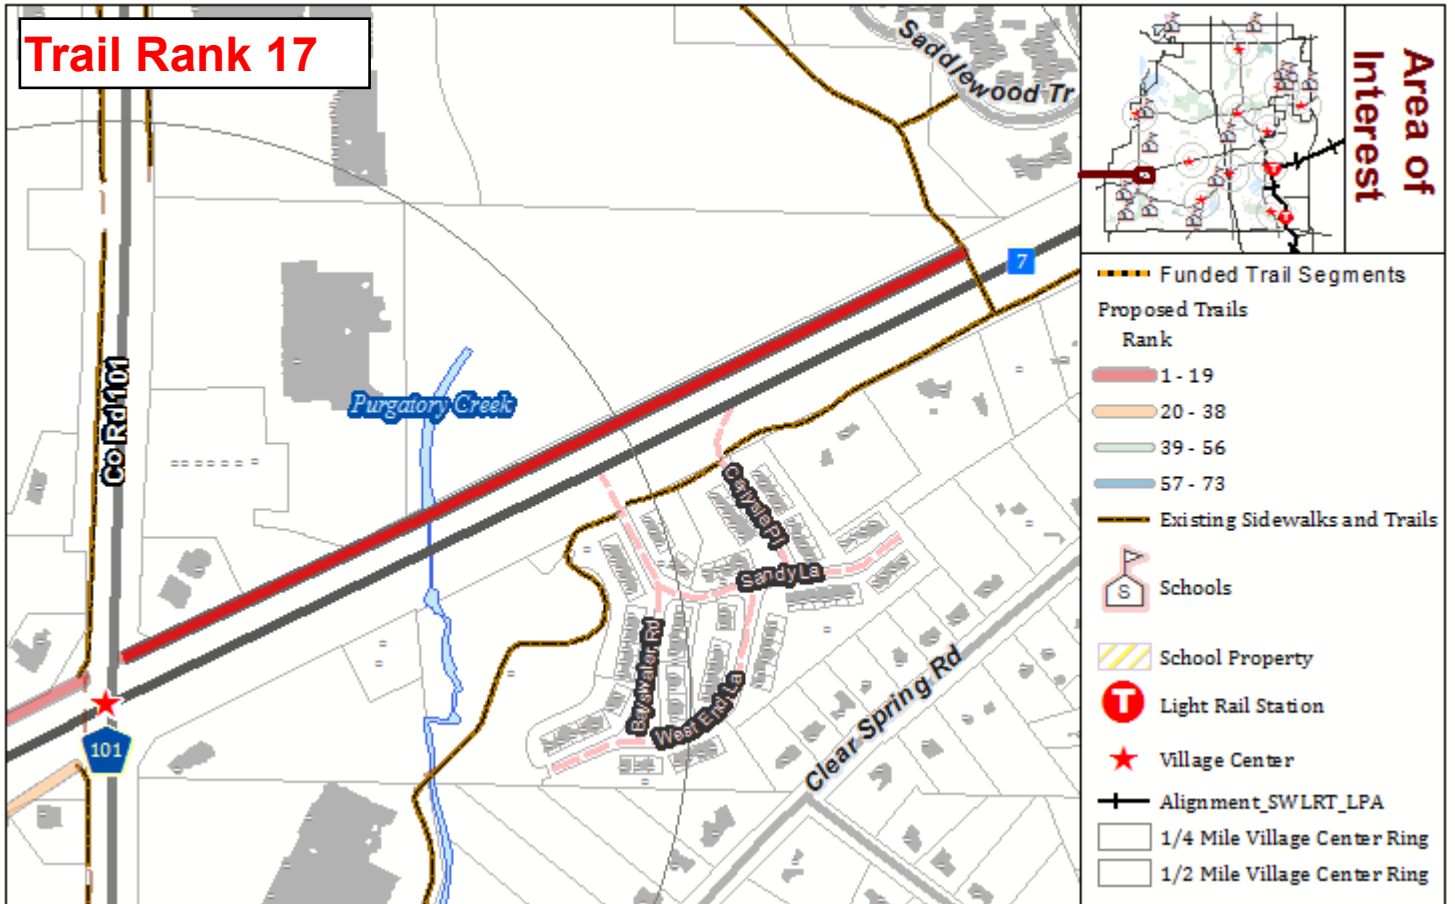 Trail Rank 17
Saddlewood Tr
7
Purgatory Creek
Co Rd 101
Carlysle Pl
Sandy La
Bayswater Rd
West End La
Clear Spring Rd
101
Area of
Interest
T
T
Funded Trail Segments
Proposed Trails
Rank
1 - 19
20 - 38
39 - 56
57 - 73
Existing Sidewalks and Trails
S
Schools
School Property
T
Light Rail Station
Village Center
Alignment_SWLRT_LPA
1/4 Mile Village Center Ring
1/2 Mile Village Center Ring